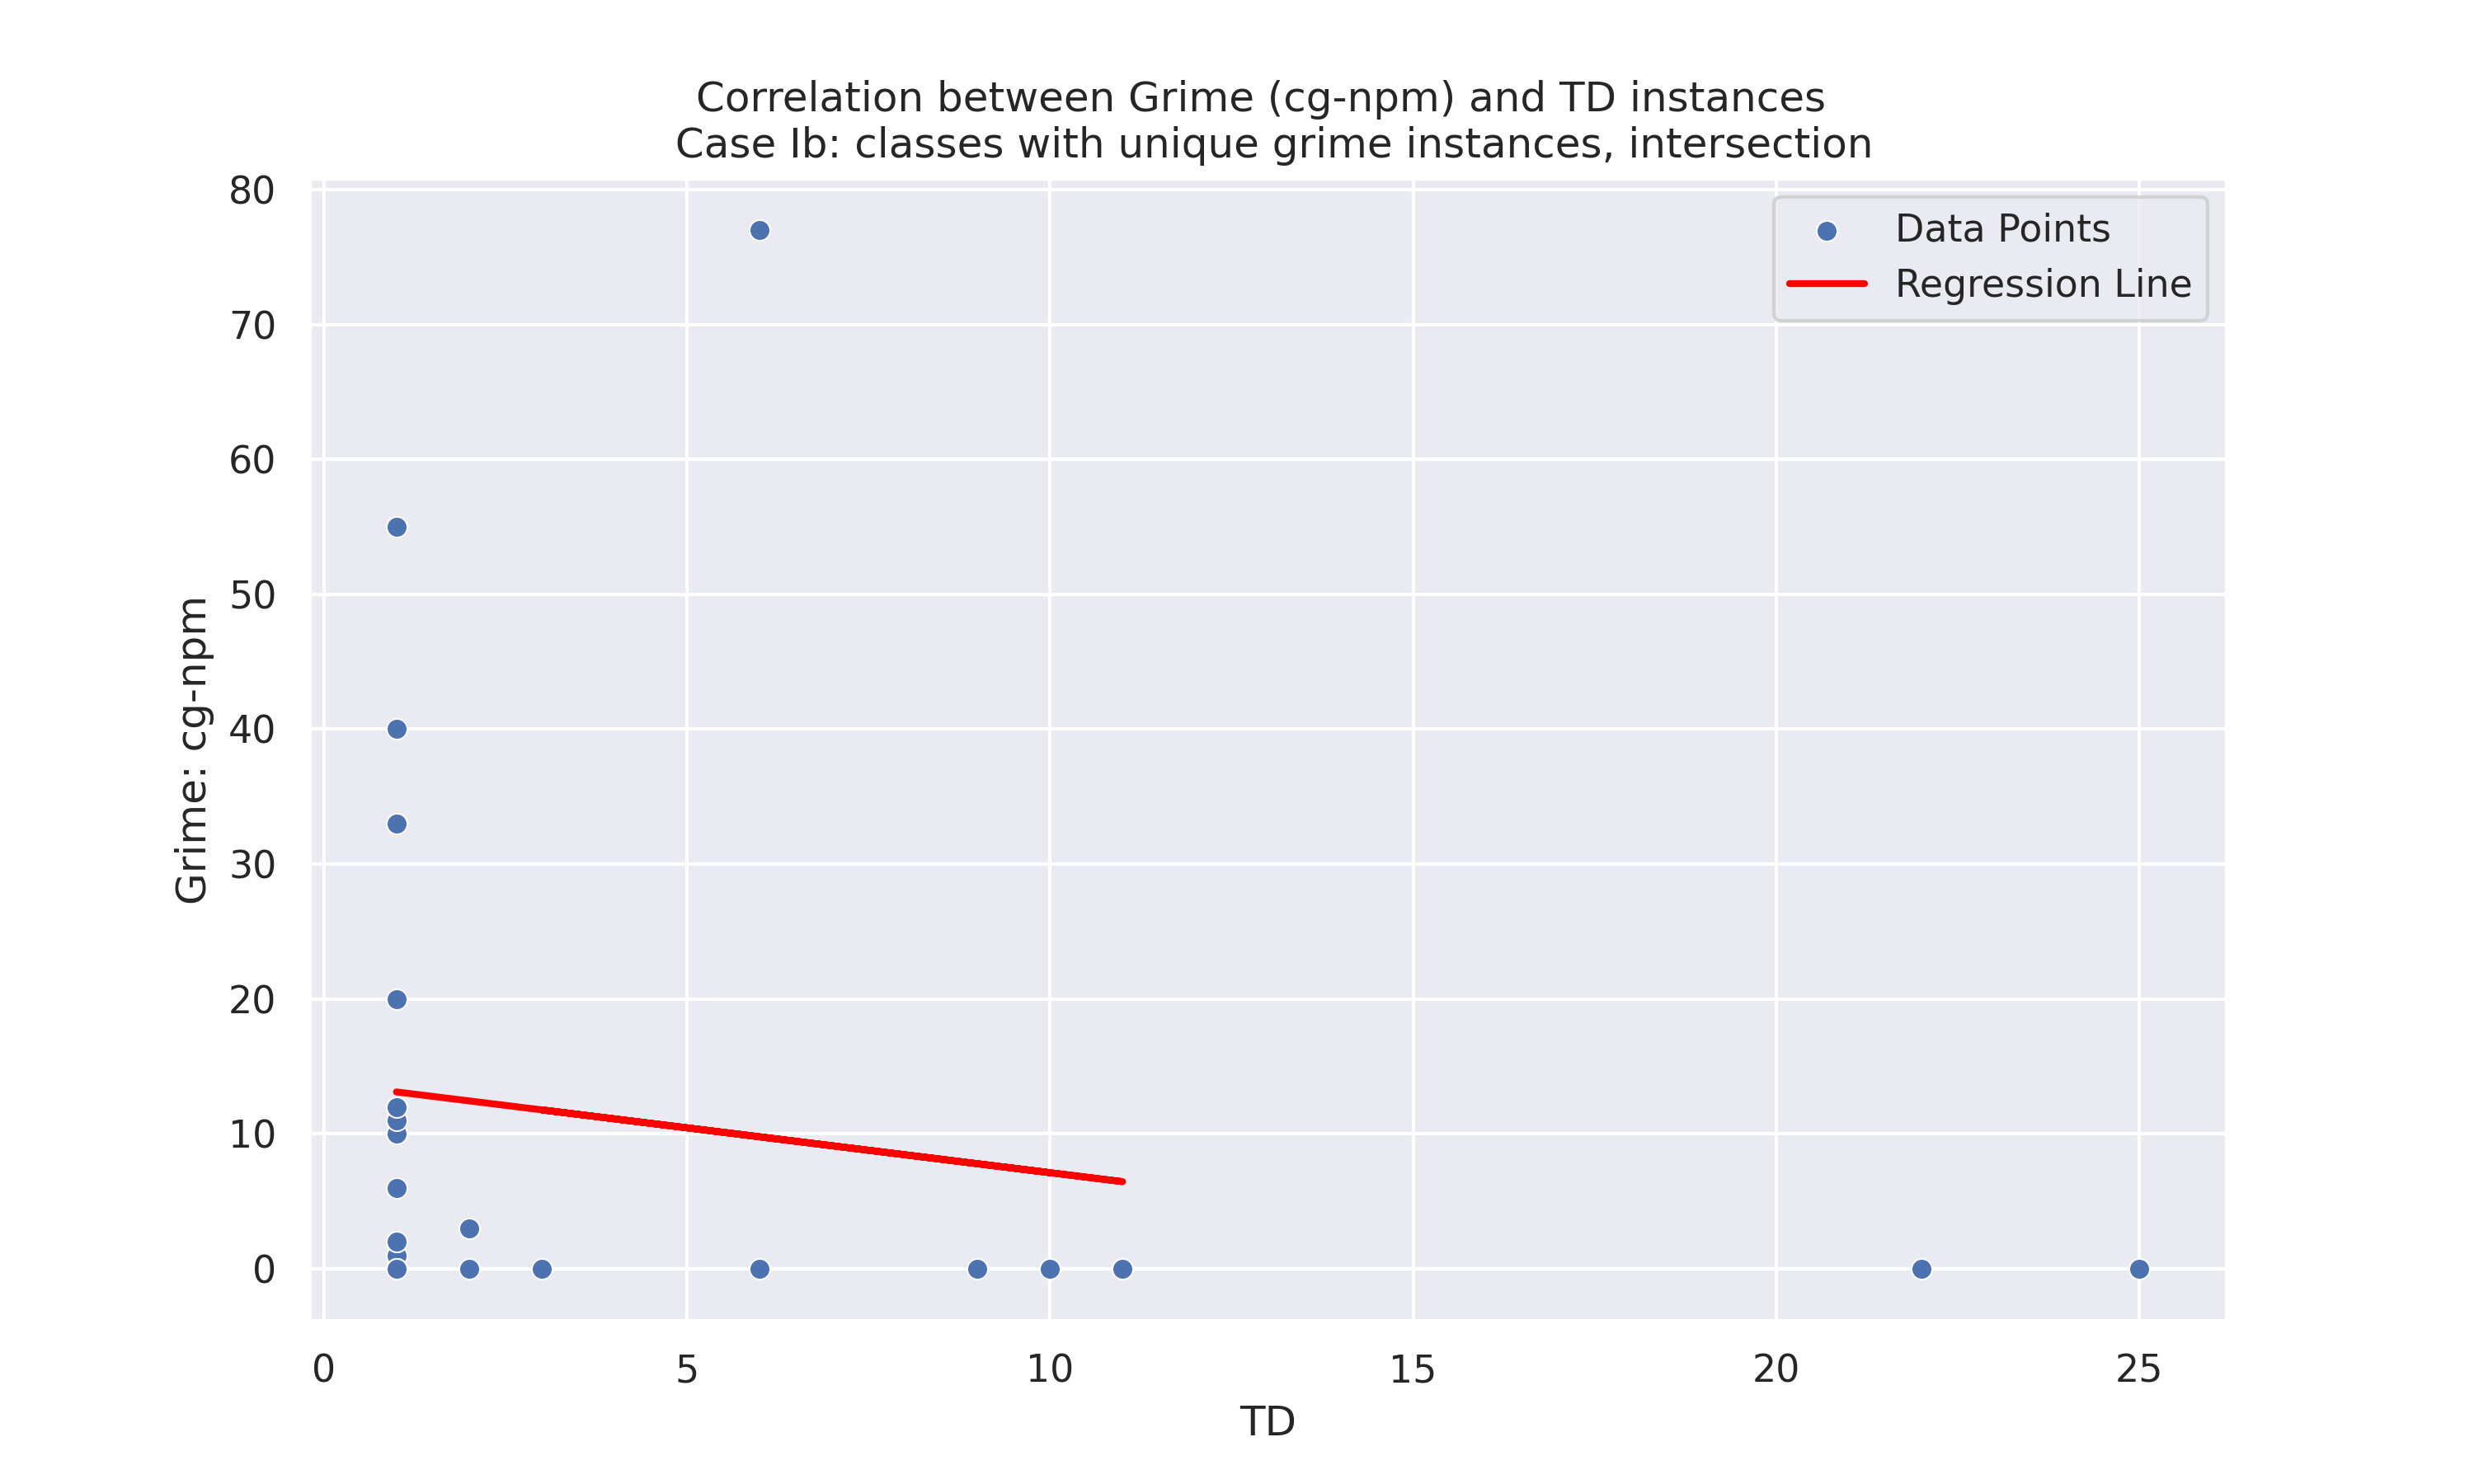 Correlation between Grime (cg-npm) and TD instances
Case Ib: classes with unique grime instances, intersection
80
70
60
50
40
30
20
10
0
Grime: cg-npm
Data Points
Regression Line
0
5
10
15
20
25
TD